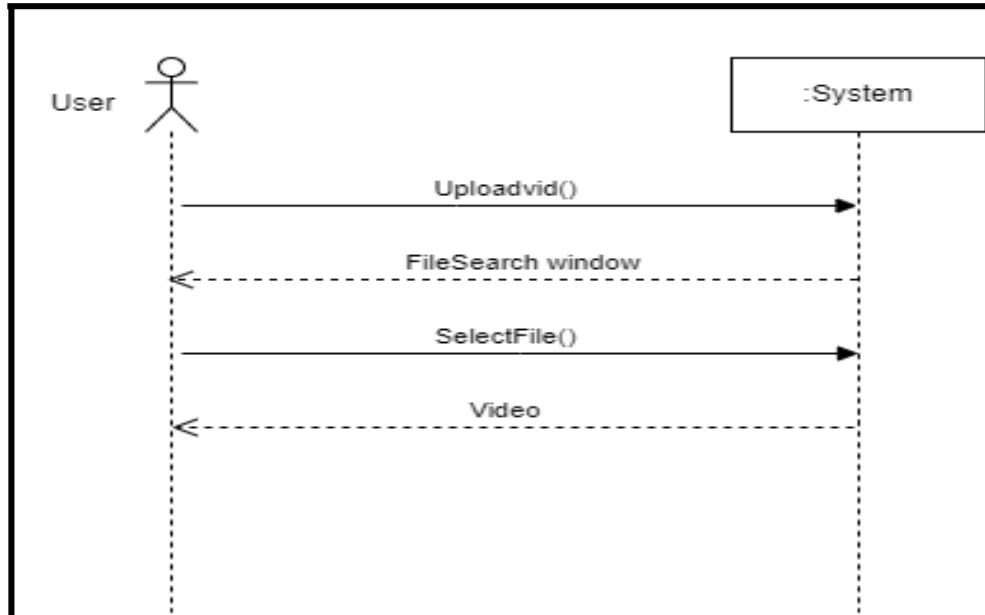 User
:System
Uploadvid()
FileSearch window
SelectFile()
Video